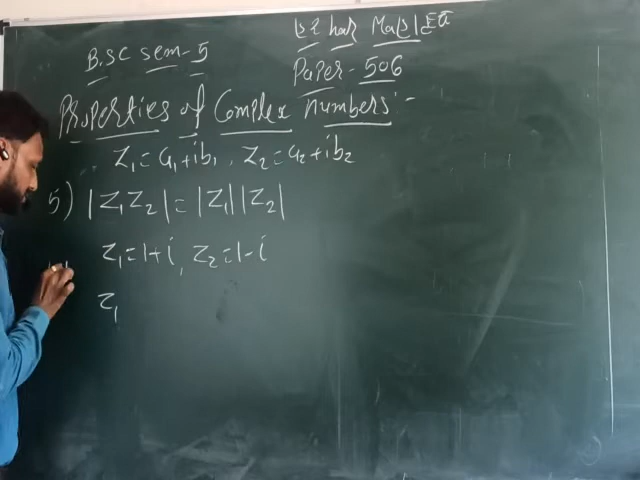 B.SC sem-5
Paper-506
Properties of Complex numbers:-
Z₁=a₁+ib₁, Z₂=a₂+ib₂
5) |Z₁Z₂|=|Z₁||Z₂|
Z₁=1+i, Z₂=1-i
Z₁